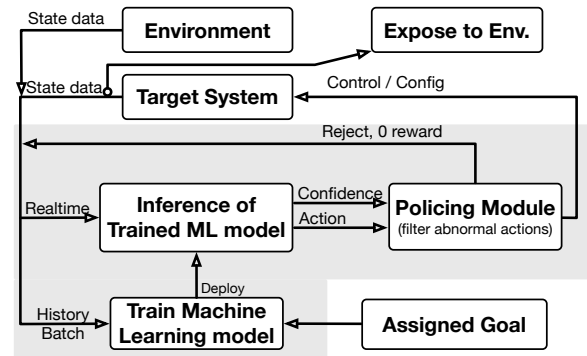 State data
Environment
Expose to Env.
State data
Target System
Control / Config
Reject, 0 reward
Realtime
Inference of
Trained ML model
Confidence
Action
Policing Module
(filter abnormal actions)
Deploy
History
Batch
Train Machine
Learning model
Assigned Goal